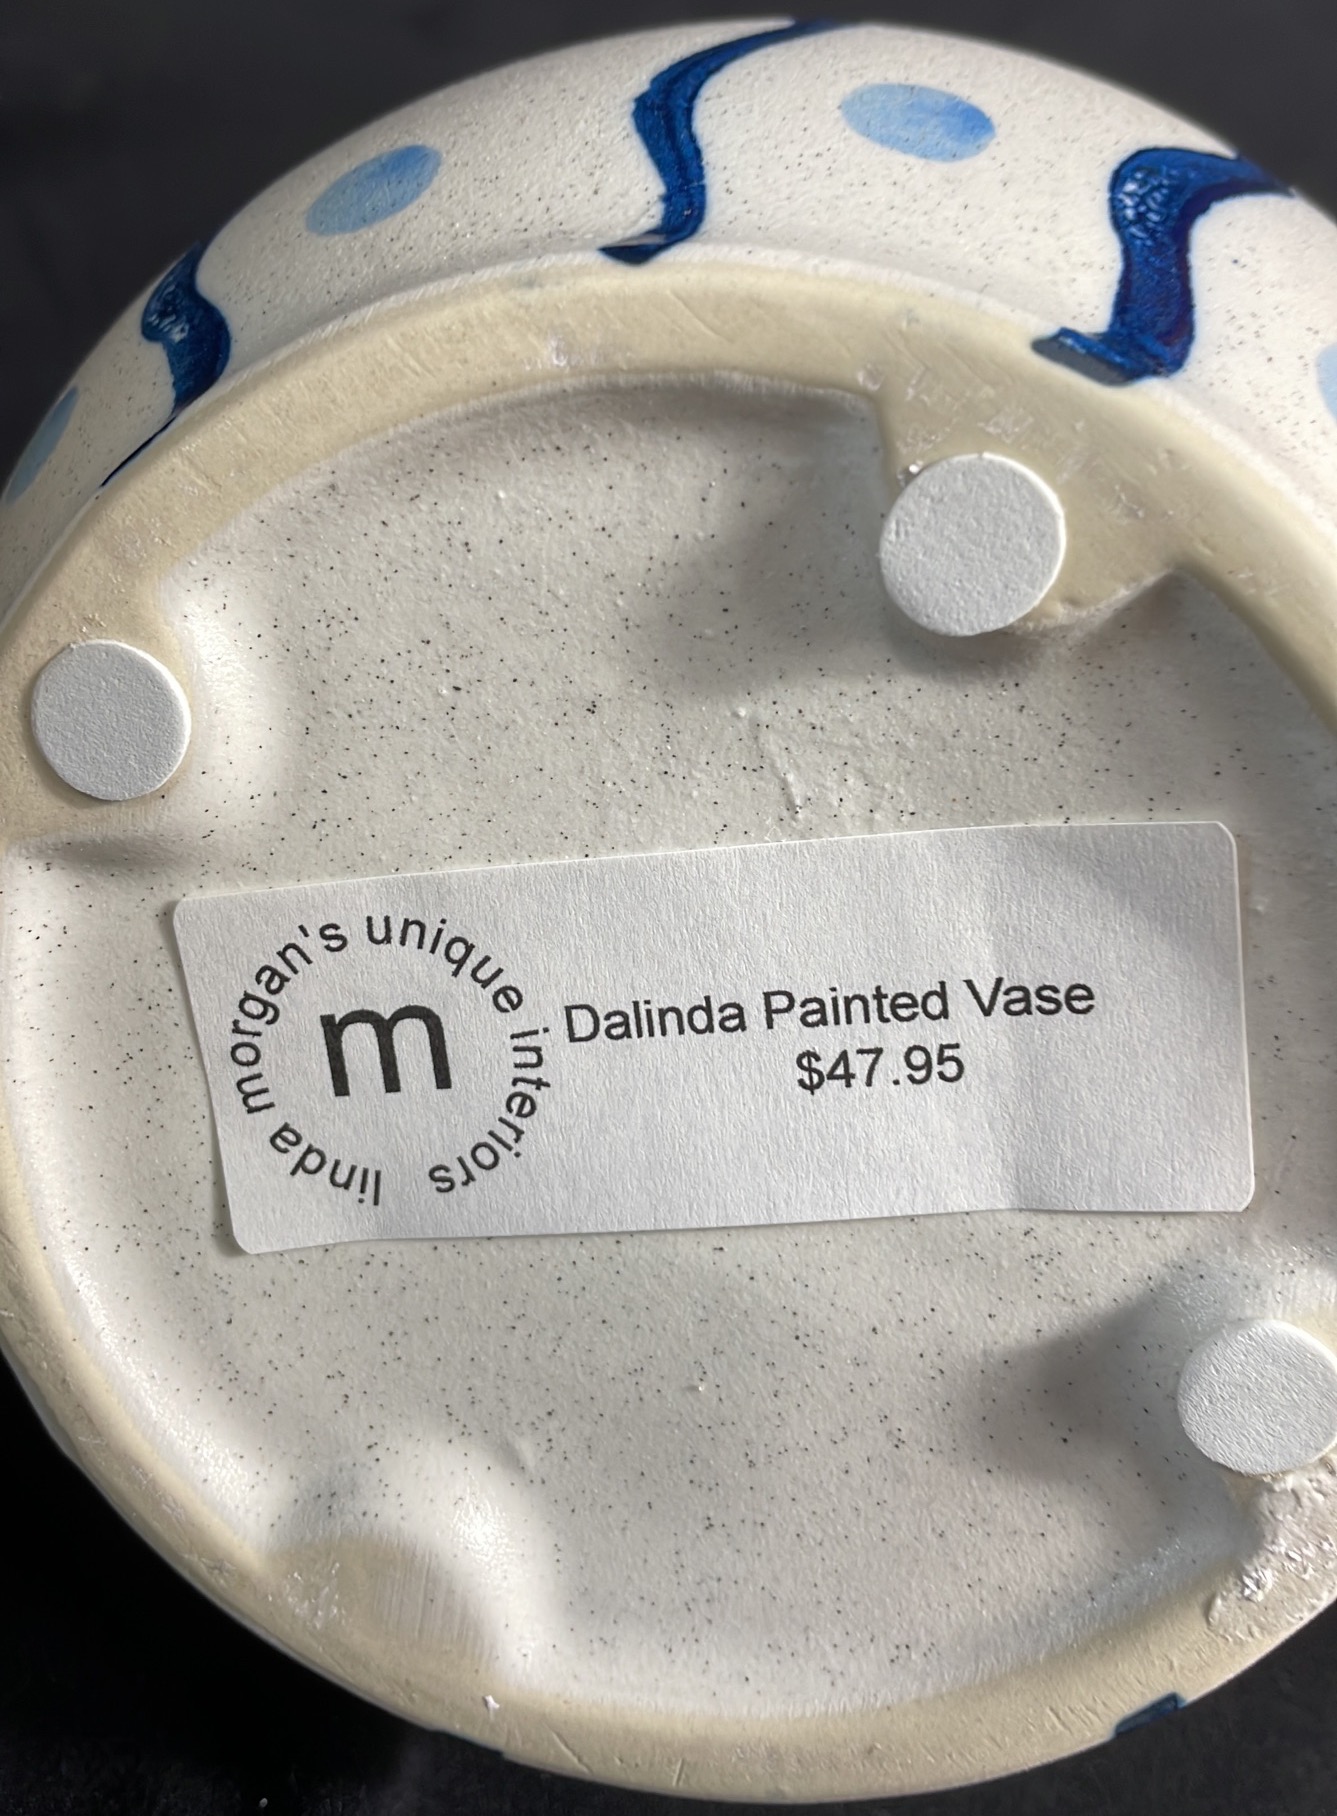 linda morgan's unique interiors
m
Dalinda Painted Vase
$47.95